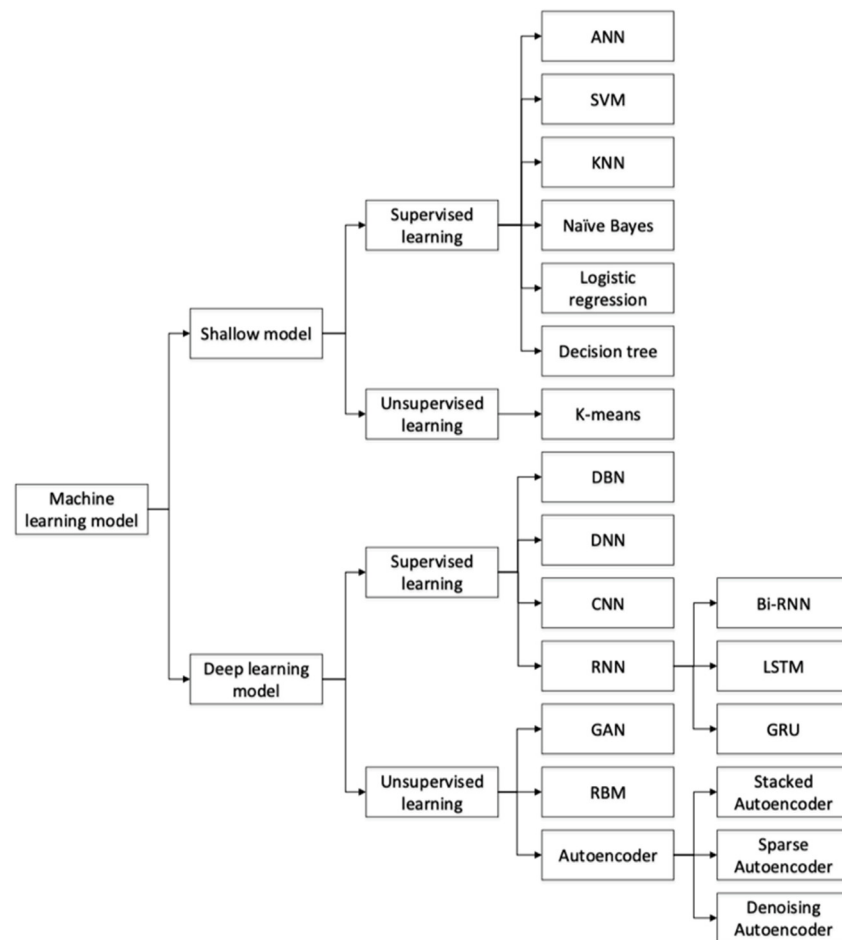 ANN
SVM
KNN
Supervised
learning
Naïve Bayes
Logistic
regression
Shallow model
Decision tree
Unsupervised
learning
K-means
DBN
Machine
learning model
DNN
Supervised
learning
CNN
Bi-RNN
RNN
LSTM
Deep learning
model
GAN
GRU
Unsupervised
learning
RBM
Stacked
Autoencoder
Autoencoder
Sparse
Autoencoder
Denoising
Autoencoder